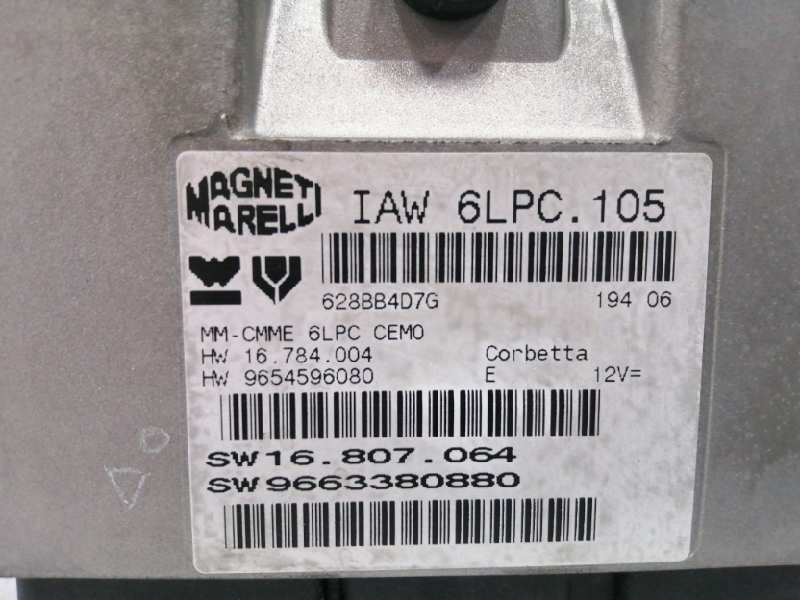 MAGNETI
MARELLI
IAW 6LPC.105
628BB4D7G 194 06
MM-CMME 6LPC CEMO
HW 16.784.004 Corbetta
HW 9654596080 E 12V=
SW16.807.064
SW9663380880